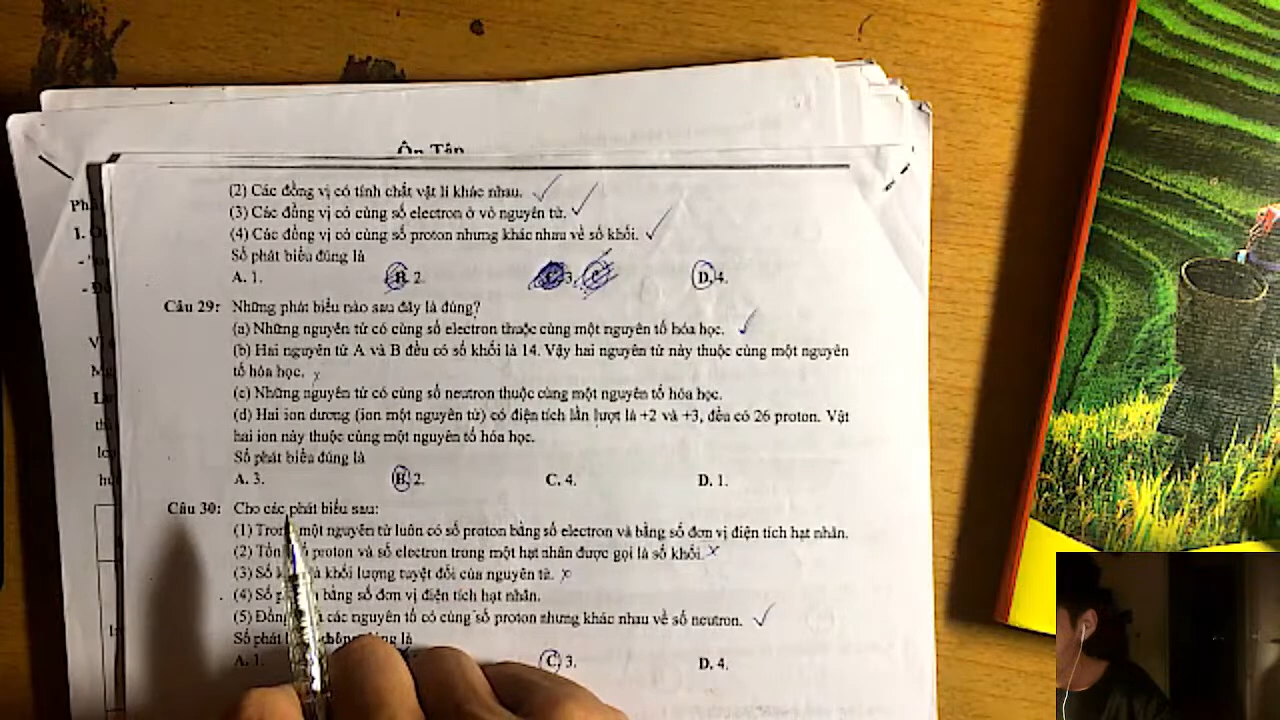 Ôn Tập
(2) Các đồng vị có tính chất vật lí khác nhau.
(3) Các đồng vị có cùng số electron ở vỏ nguyên tử.
(4) Các đồng vị có cùng số proton nhưng khác nhau về số khối.
Số phát biểu đúng là
A. 1. B. 2. C. 3. C D. 4.
Câu 29: Những phát biểu nào sau đây là đúng?
(a) Những nguyên tử có cùng số electron thuộc cùng một nguyên tố hóa học.
(b) Hai nguyên tử A và B đều có số khối là 14. Vậy hai nguyên tử này thuộc cùng một nguyên
tố hóa học. x
(c) Những nguyên tử có cùng số neutron thuộc cùng một nguyên tố hóa học.
(d) Hai ion dương (ion một nguyên tử) có điện tích lần lượt là +2 và +3, đều có 26 proton. Vật
hai ion này thuộc cùng một nguyên tố hóa học.
Số phát biểu đúng là
A. 3. B. 2. C. 4. D. 1.
Câu 30: Cho các phát biểu sau:
(1) một nguyên tử luôn có số proton bằng số electron và bằng số đơn vị điện tích hạt nhân.
(2) proton và số electron trong một hạt nhân được gọi là số khối. x
(3) Số khối lượng tuyệt đối của nguyên tử. x
(4) Số bằng số đơn vị điện tích hạt nhân.
(5) các nguyên tố có cùng số proton nhưng khác nhau về số neutron.
Số phát là
A. 1. C. 3. D. 4.